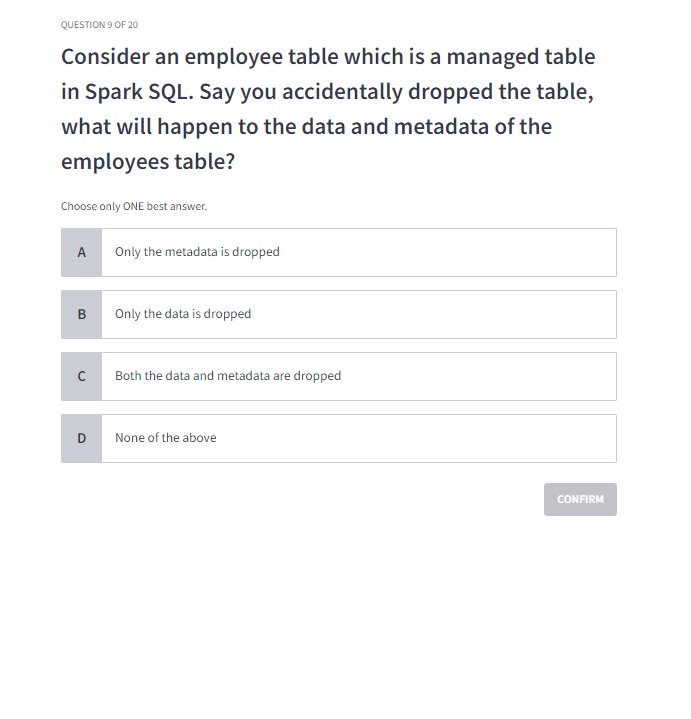 QUESTION 9 OF 20
Consider an employee table which is a managed table
in Spark SQL. Say you accidentally dropped the table,
what will happen to the data and metadata of the
employees table?
Choose only ONE best answer.
A Only the metadata is dropped
B Only the data is dropped
C Both the data and metadata are dropped
D None of the above
CONFIRM